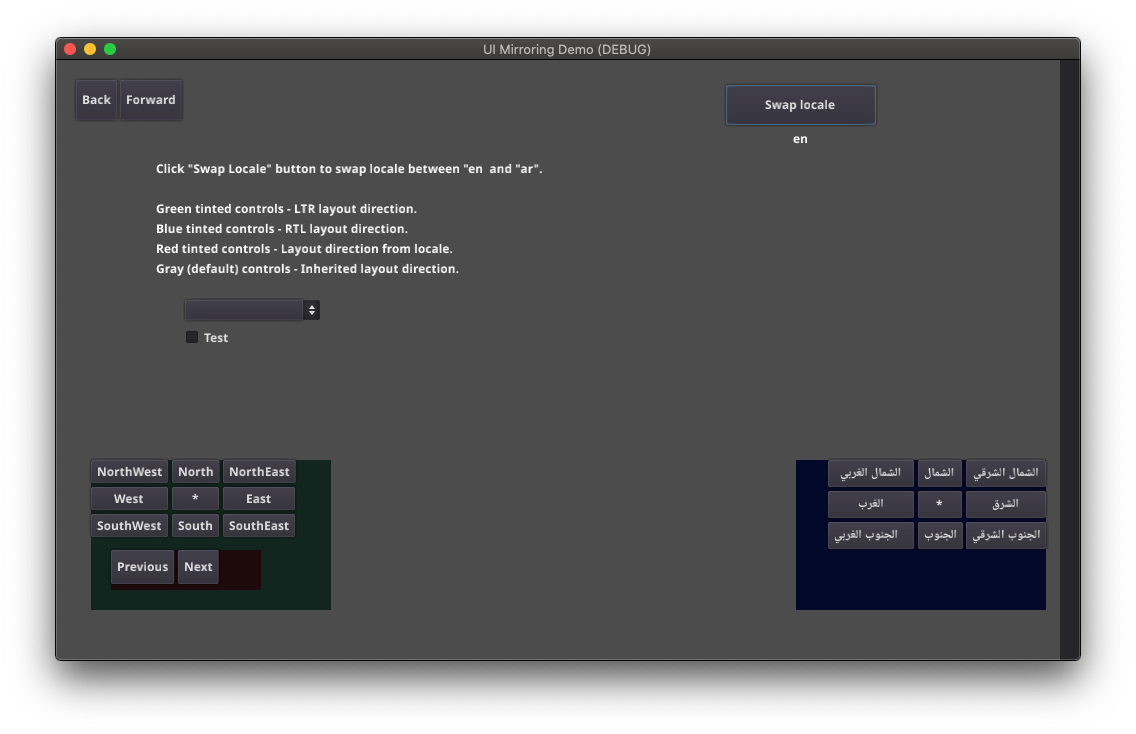 UI Mirroring Demo (DEBUG)
Back Forward
Swap locale
en
Click "Swap Locale" button to swap locale between "en  and "ar".
Green tinted controls - LTR layout direction.
Blue tinted controls - RTL layout direction.
Red tinted controls - Layout direction from locale.
Gray (default) controls - Inherited layout direction.
Test
NorthWest North NorthEast
West * East
SouthWest South SouthEast
Previous Next
الشمال الشرقي الشمال الشمال الغربي
الشرق * الغرب
الجنوب الشرقي الجنوب الجنوب الغربي